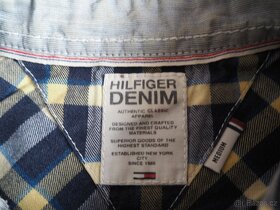 HILFIGER
DENIM
AUTHENTIC CLASSIC
APPAREL
DESIGNED AND CRAFTED
FROM THE FINEST QUALITY
MATERIALS
SUPERIOR GOODS OF THE
HIGHEST STANDARD
ESTABLISHED NEW YORK
CITY
SINCE 1985
MEDIUM